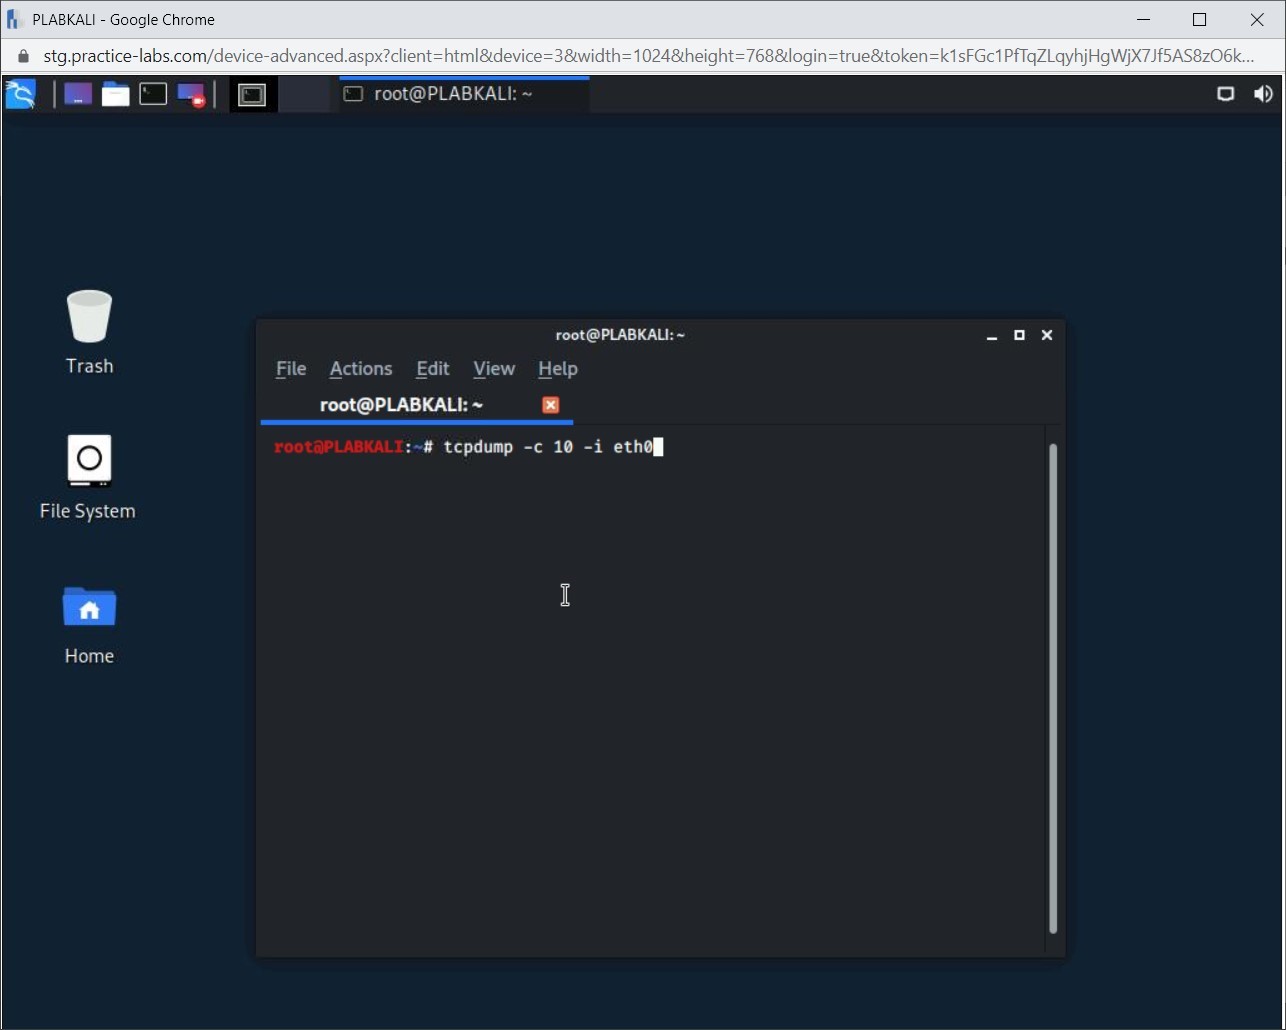 PLABKALI - Google Chrome
stg.practice-labs.com/device-advanced.aspx?client=html&device=3&width=1024&height=768&login=true&token=k1sFGc1PfTqZLqyhjHgWjX7Jf5AS8zO6k...
root@PLABKALI: ~
Trash
File System
Home
root@PLABKALI: ~
File Actions Edit View Help
root@PLABKALI: ~
root@PLABKALI:~# tcpdump -c 10 -i eth0